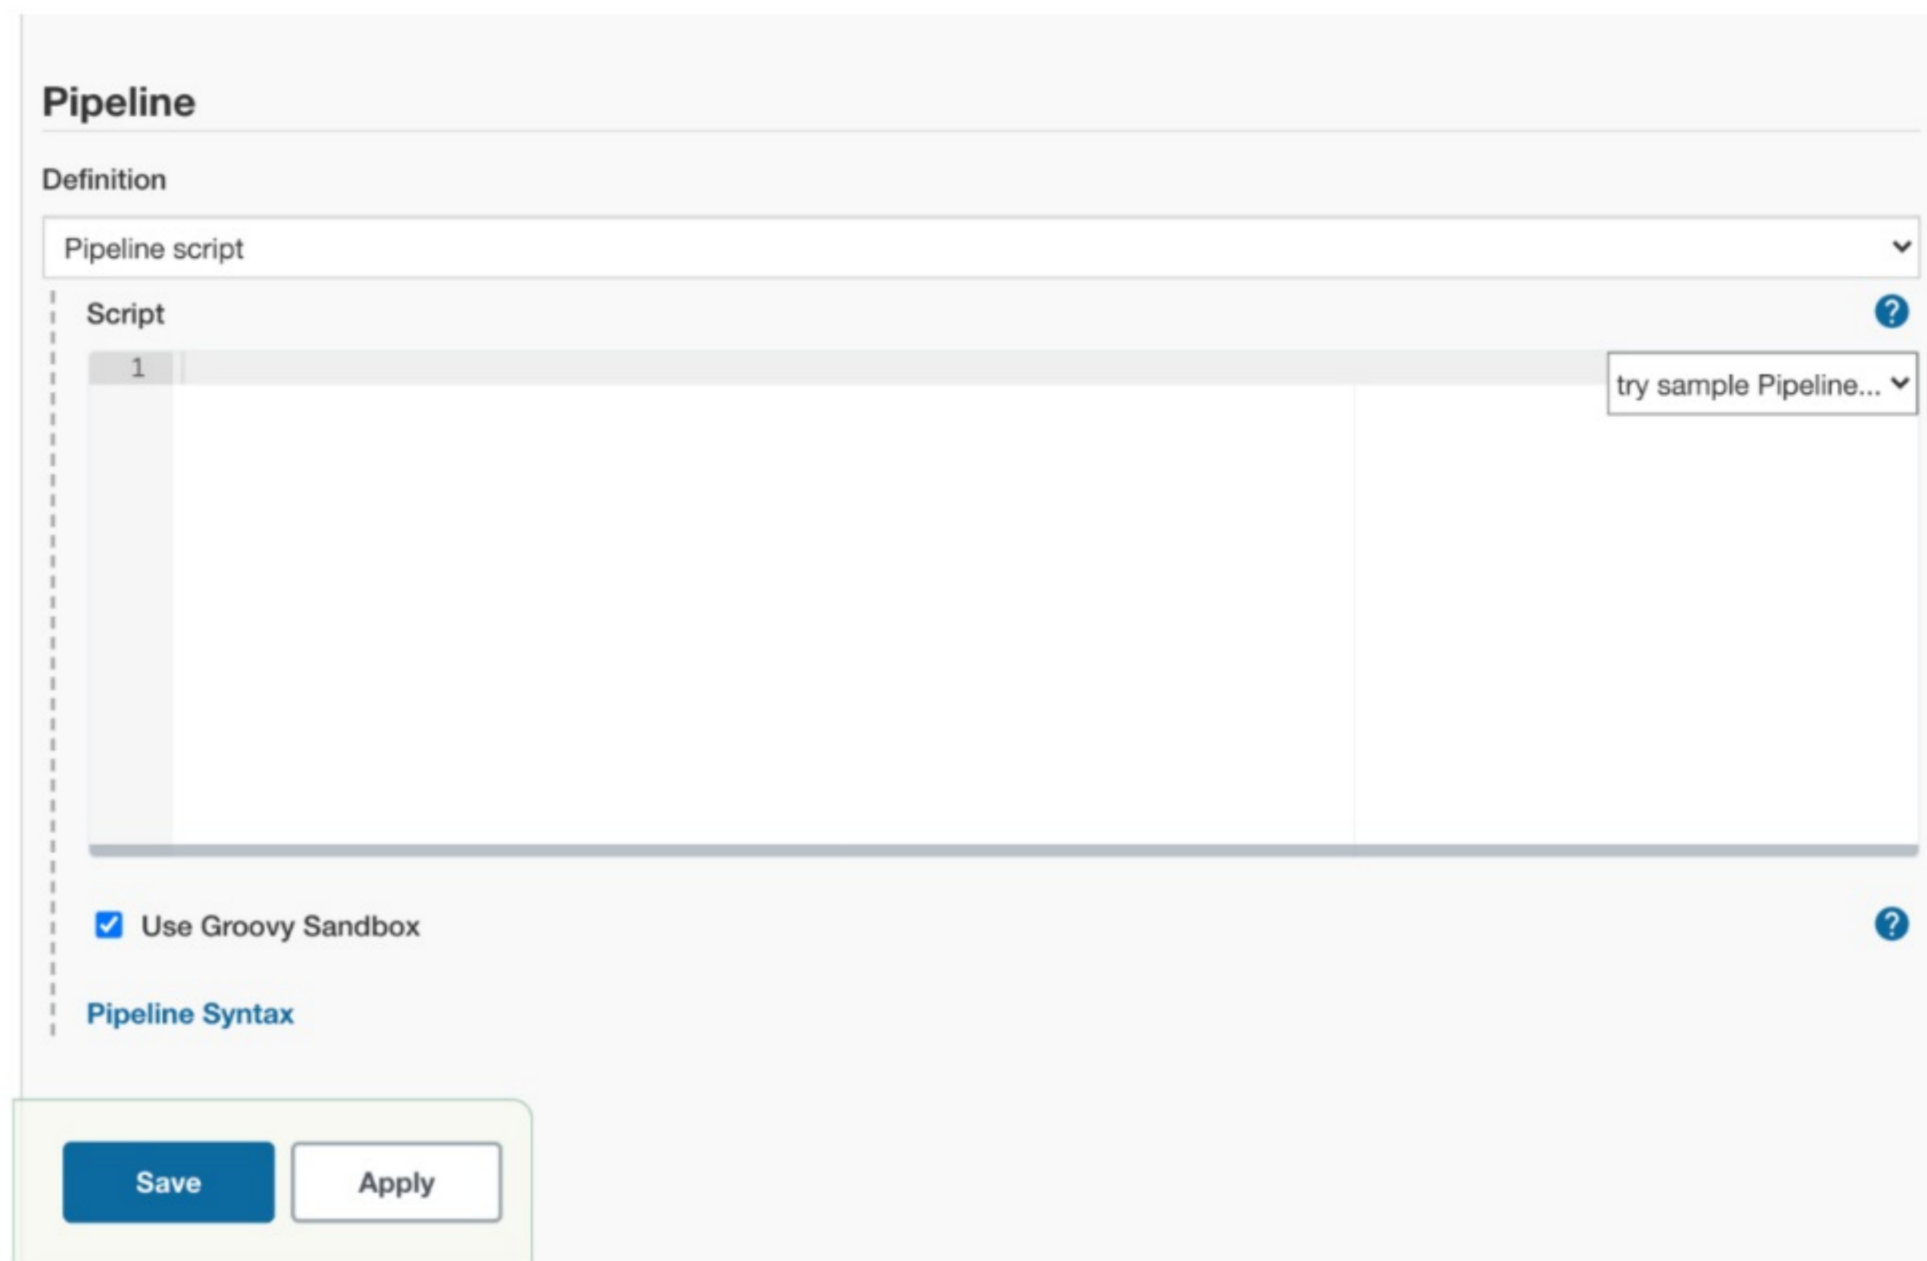 Pipeline
Definition
Pipeline script
Script
1
try sample Pipeline...
Use Groovy Sandbox
Pipeline Syntax
Save
Apply